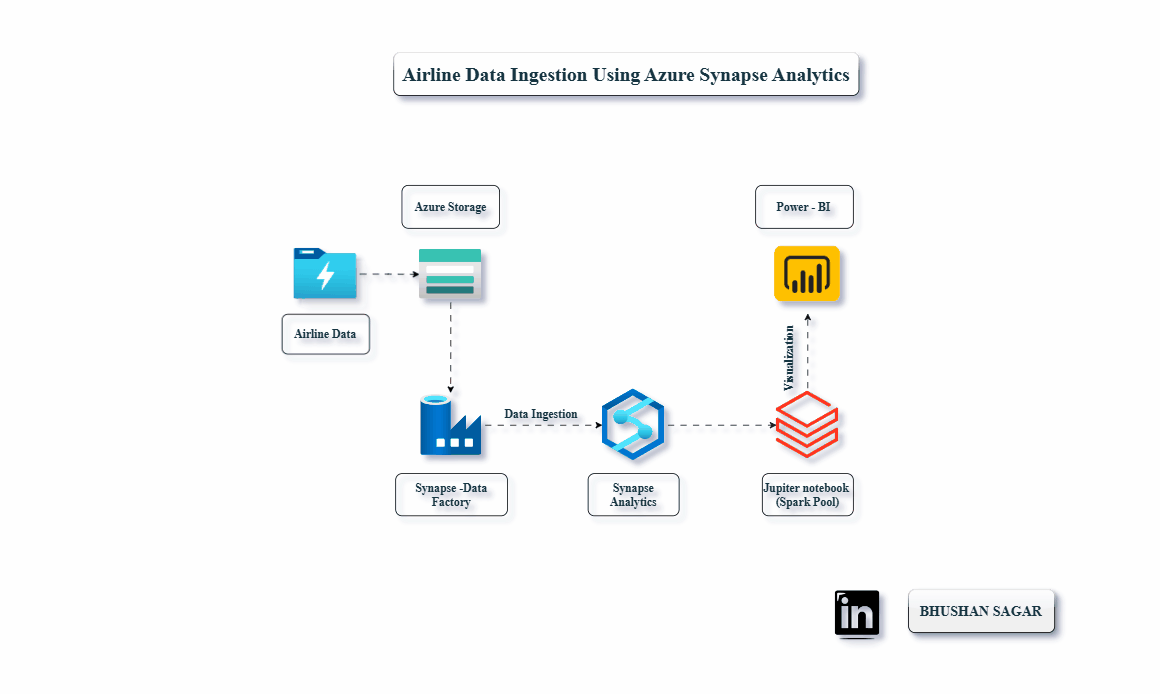 Airline Data Ingestion Using Azure Synapse Analytics
Azure Storage
Power - BI
Airline Data
Visualization
Data Ingestion
Synapse -Data
Factory
Synapse
Analytics
Jupiter notebook
(Spark Pool)
in
BHUSHAN SAGAR